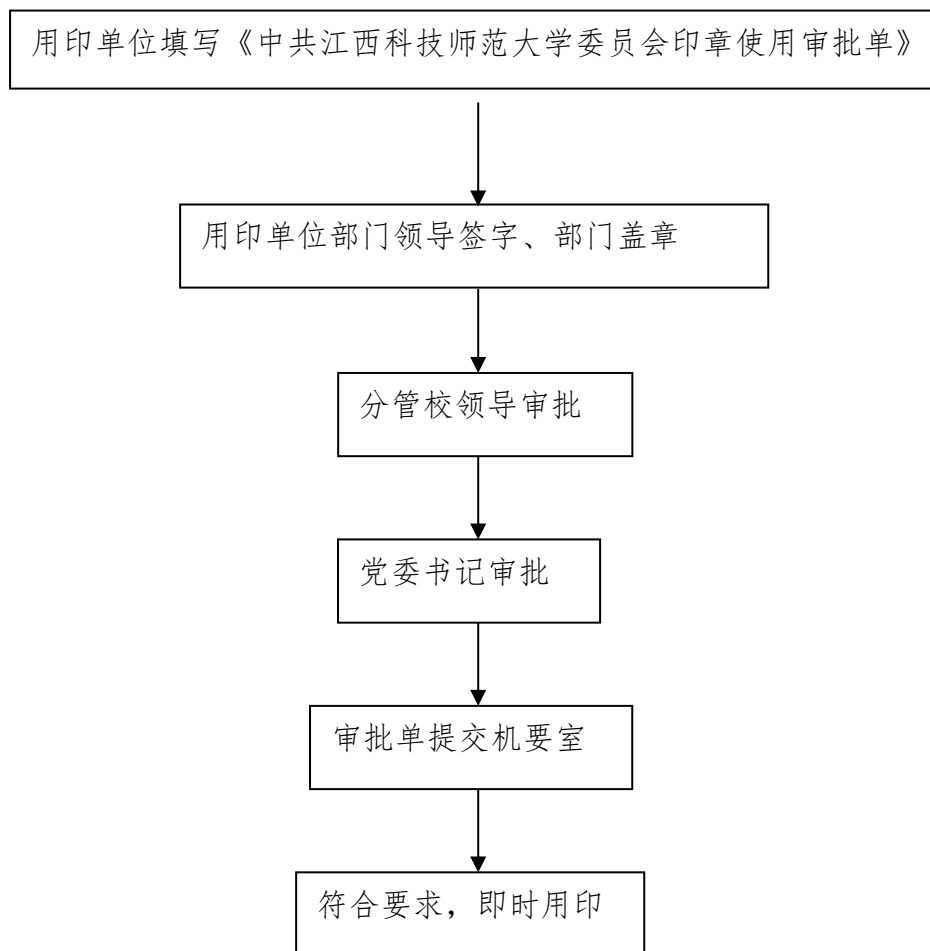 用印单位填写《中共江西科技师范大学委员会印章使用审批单》
用印单位部门领导签字、部门盖章
分管校领导审批
党委书记审批
审批单提交机要室
符合要求，即时用印